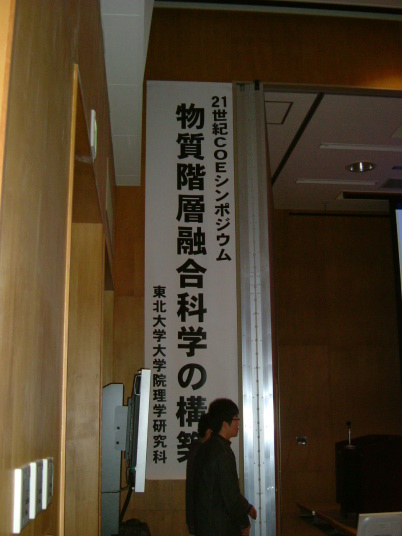 21世紀COEシンポジウム
物質階層融合科学の構築
東北大学大学院理学研究科